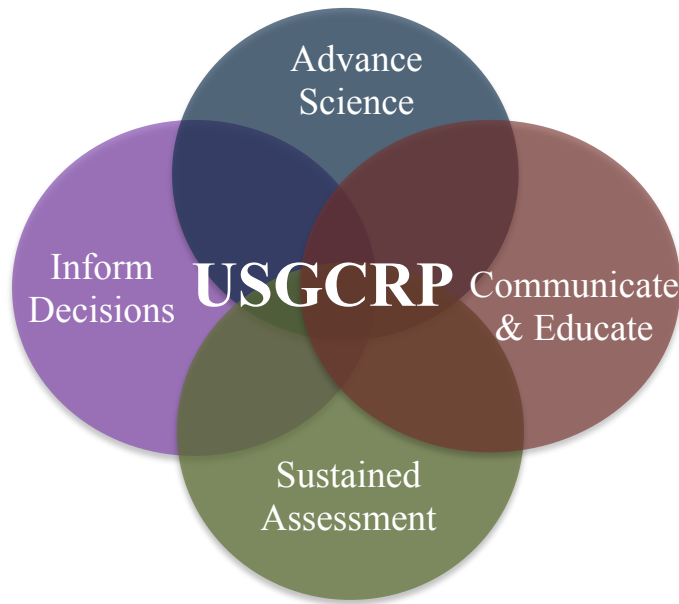 Advance
Science
Inform
Decisions
USGCRP
Communicate
& Educate
Sustained
Assessment